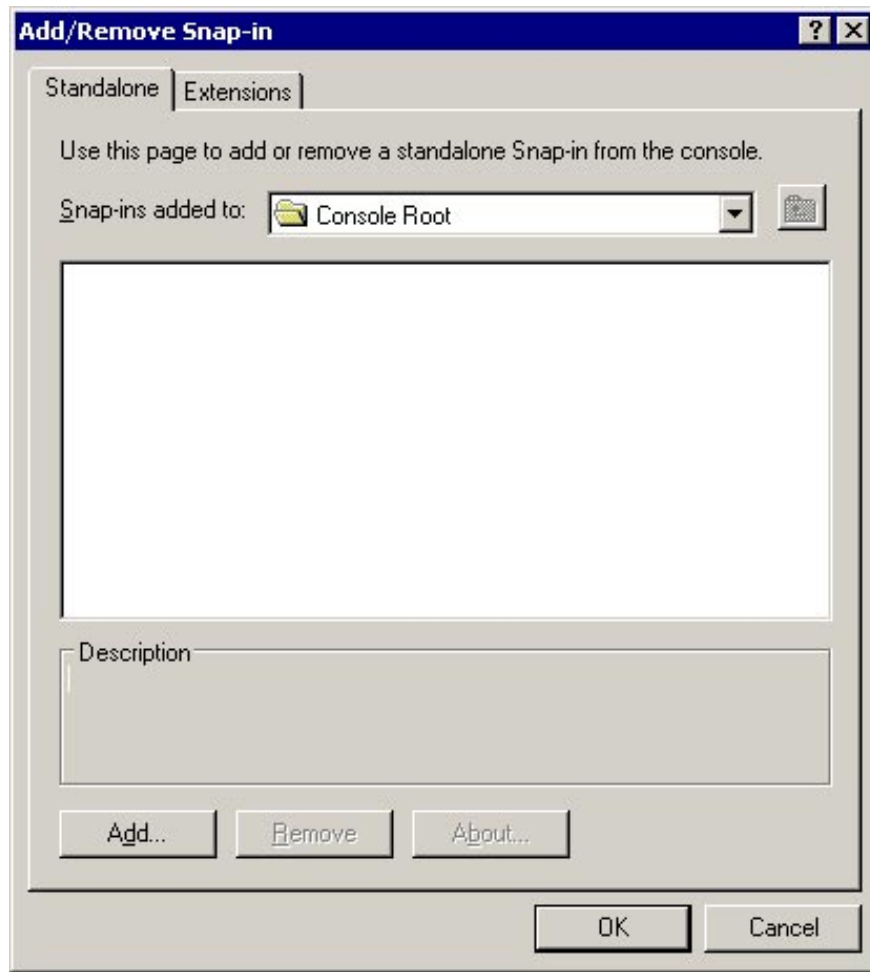 Add/Remove Snap-in
Standalone
Extensions
Use this page to add or remove a standalone Snap-in from the console.
Snap-ins added to:
Console Root
Description
Add...
Remove
About...
OK
Cancel